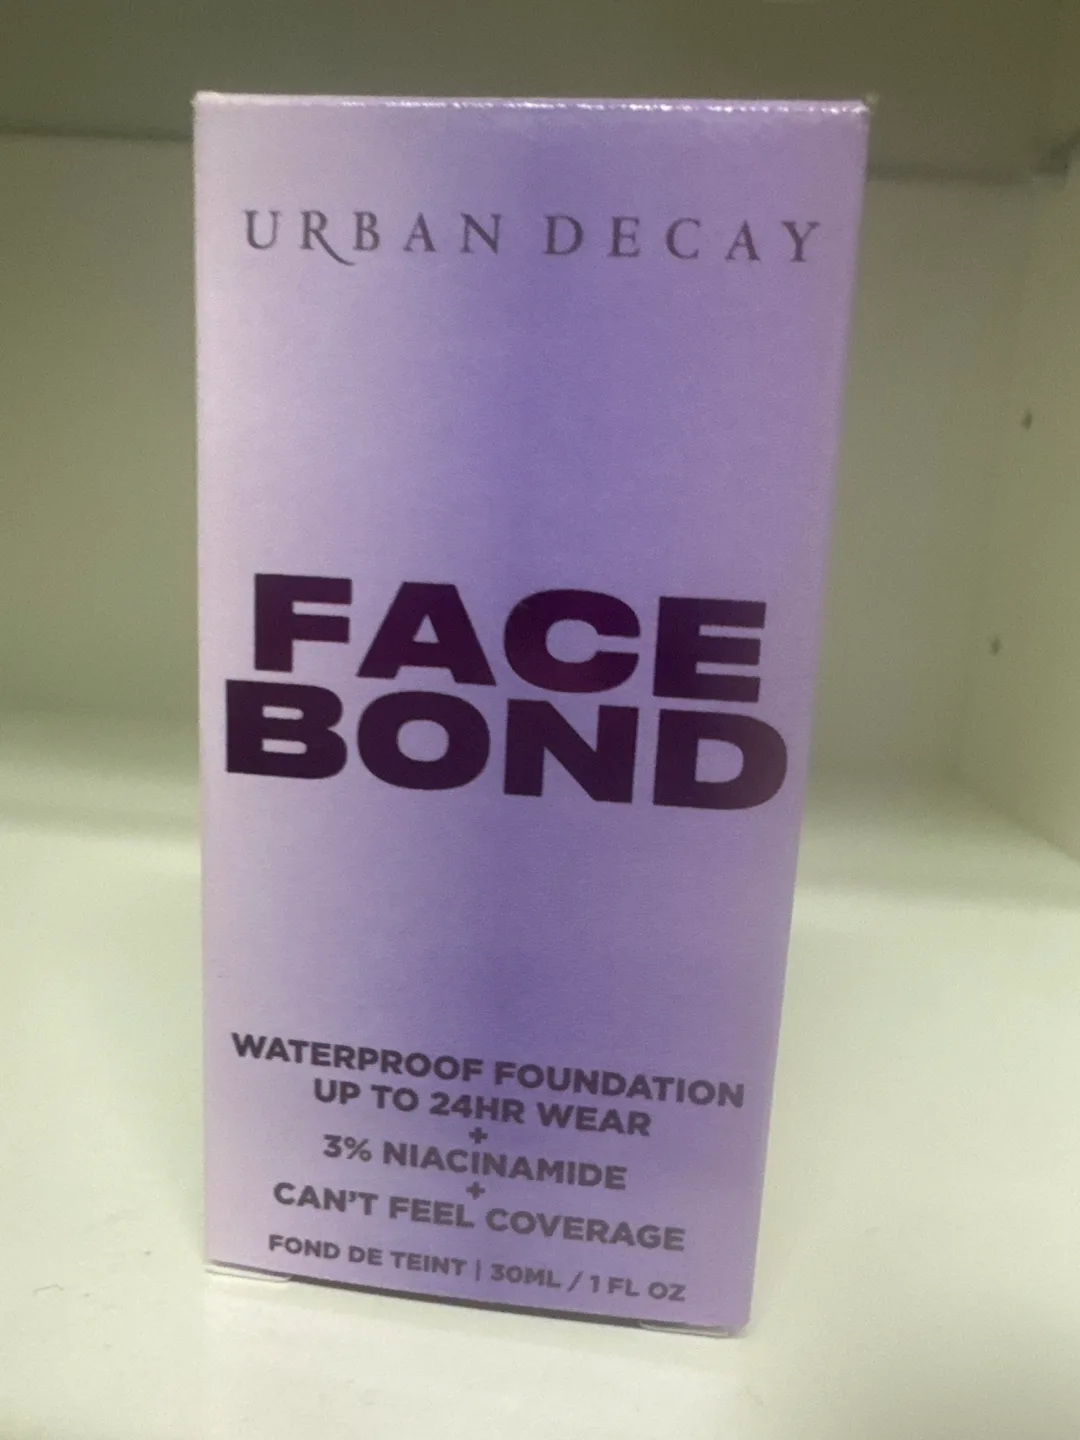 URBAN DECAY
FACE
BOND
WATERPROOF FOUNDATION
UP TO 24HR WEAR
+
3% NIACINAMIDE
+
CAN'T FEEL COVERAGE
FOND DE TEINT | 30ML / 1 FL OZ